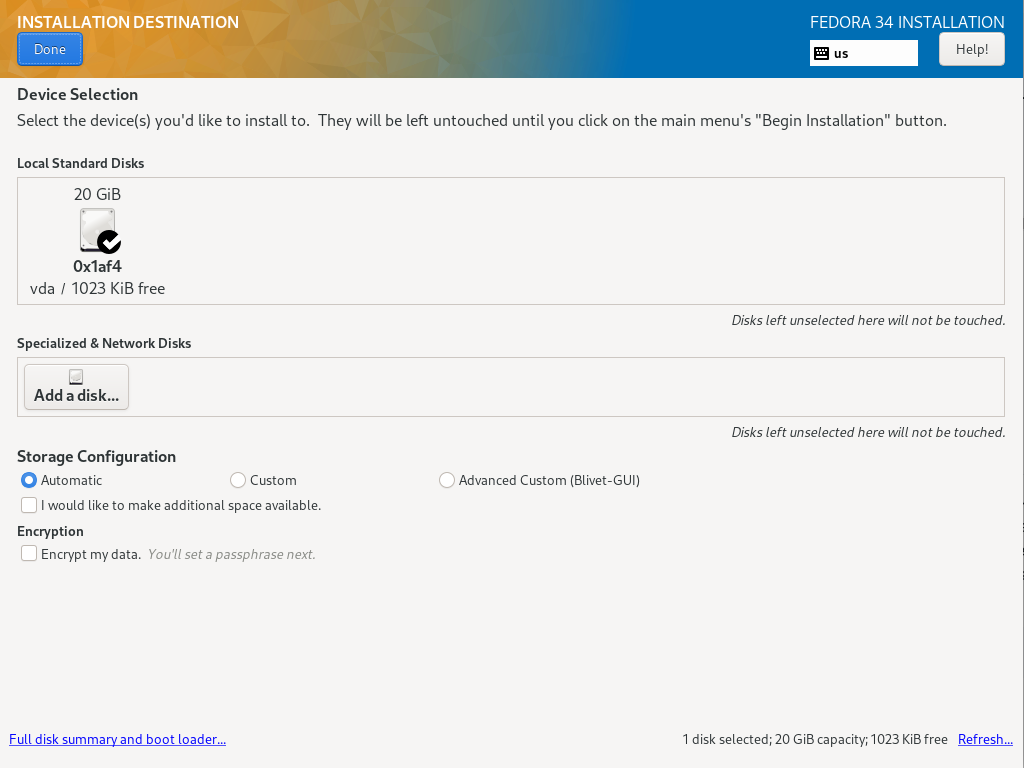 INSTALLATION DESTINATION
FEDORA 34 INSTALLATION
Done
us
Help!
Device Selection
Select the device(s) you'd like to install to.  They will be left untouched until you click on the main menu's "Begin Installation" button.
Local Standard Disks
20 GiB
0x1af4
vda / 1023 KiB free
Disks left unselected here will not be touched.
Specialized & Network Disks
Add a disk...
Disks left unselected here will not be touched.
Storage Configuration
Automatic
Custom
Advanced Custom (Blivet-GUI)
I would like to make additional space available.
Encryption
Encrypt my data. You'll set a passphrase next.
Full disk summary and boot loader...
1 disk selected; 20 GiB capacity; 1023 KiB free
Refresh...